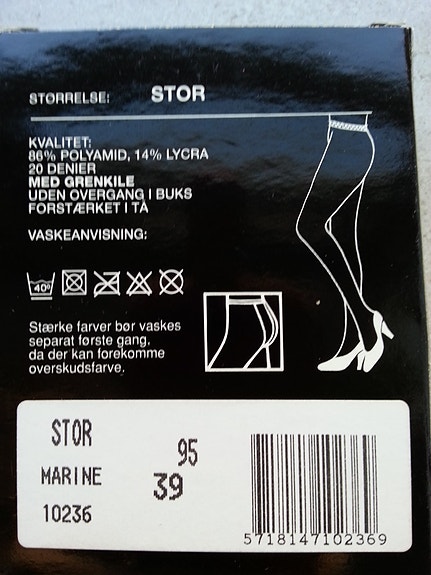 STØRRELSE: STOR
KVALITET:
86% POLYAMID, 14% LYCRA
20 DENIER
MED GRENKILE
UDEN OVERGANG I BUKS
FORSTÆRKET I TÅ
VASKEANVISNING:
40°
Stærke farver bør vaskes
separat første gang,
da der kan forekomme
overskudsfarve.
STOR
MARINE
10236
39 95
5718147102369